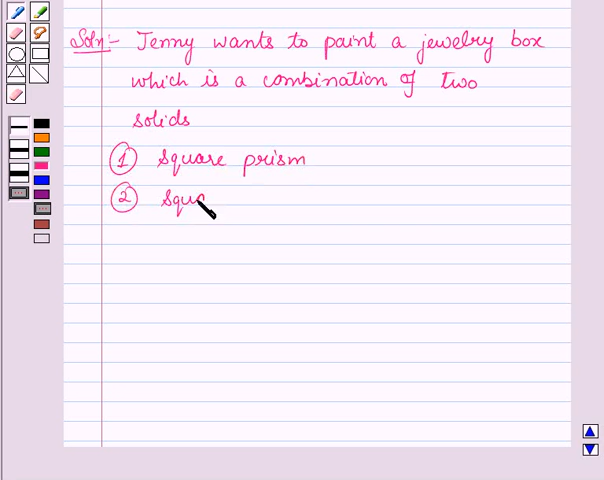 Soln:- Jenny wants to paint a jewelry box
which is a combination of two
solids
1 Square prism
2 Squ